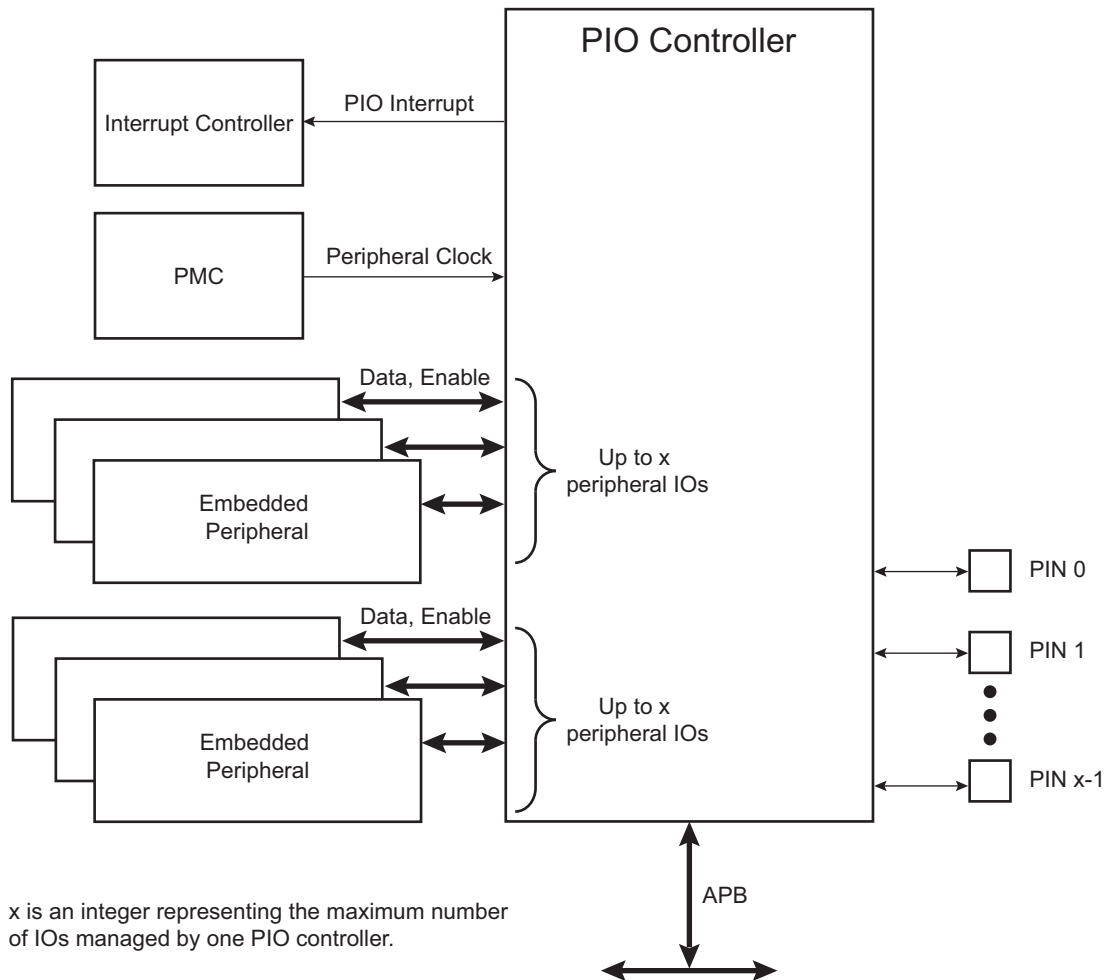 PIO Controller
PIO Interrupt
Interrupt Controller
Peripheral Clock
PMC
Data, Enable
Up to x
peripheral IOs
Embedded
Peripheral
PIN 0
Data, Enable
PIN 1
Up to x
peripheral IOs
Embedded
Peripheral
PIN x-1
APB
x is an integer representing the maximum number
of IOs managed by one PIO controller.